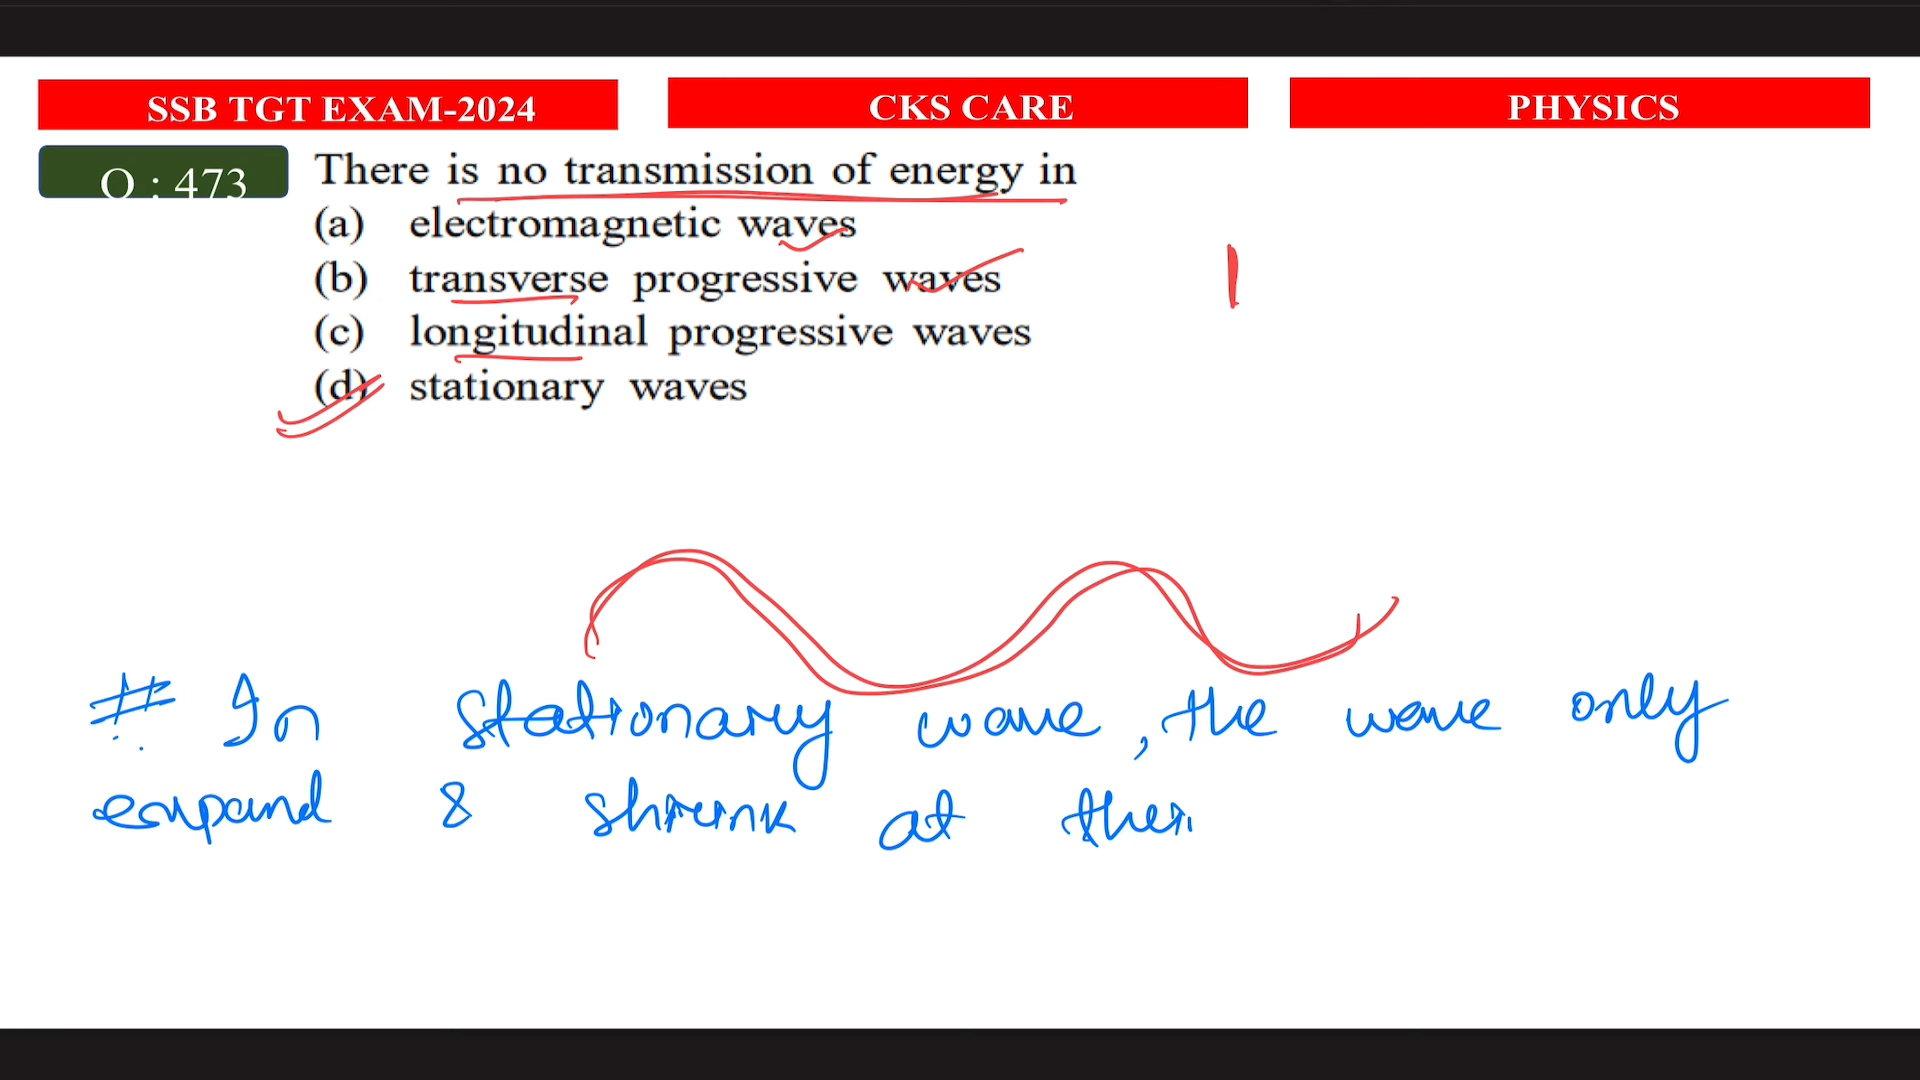 SSB TGT EXAM-2024
CKS CARE
PHYSICS
Q : 473
There is no transmission of energy in
(a) electromagnetic waves
(b) transverse progressive waves
(c) longitudinal progressive waves
(d) stationary waves
# In stationary wave, the wave only
expand & shrunk at their